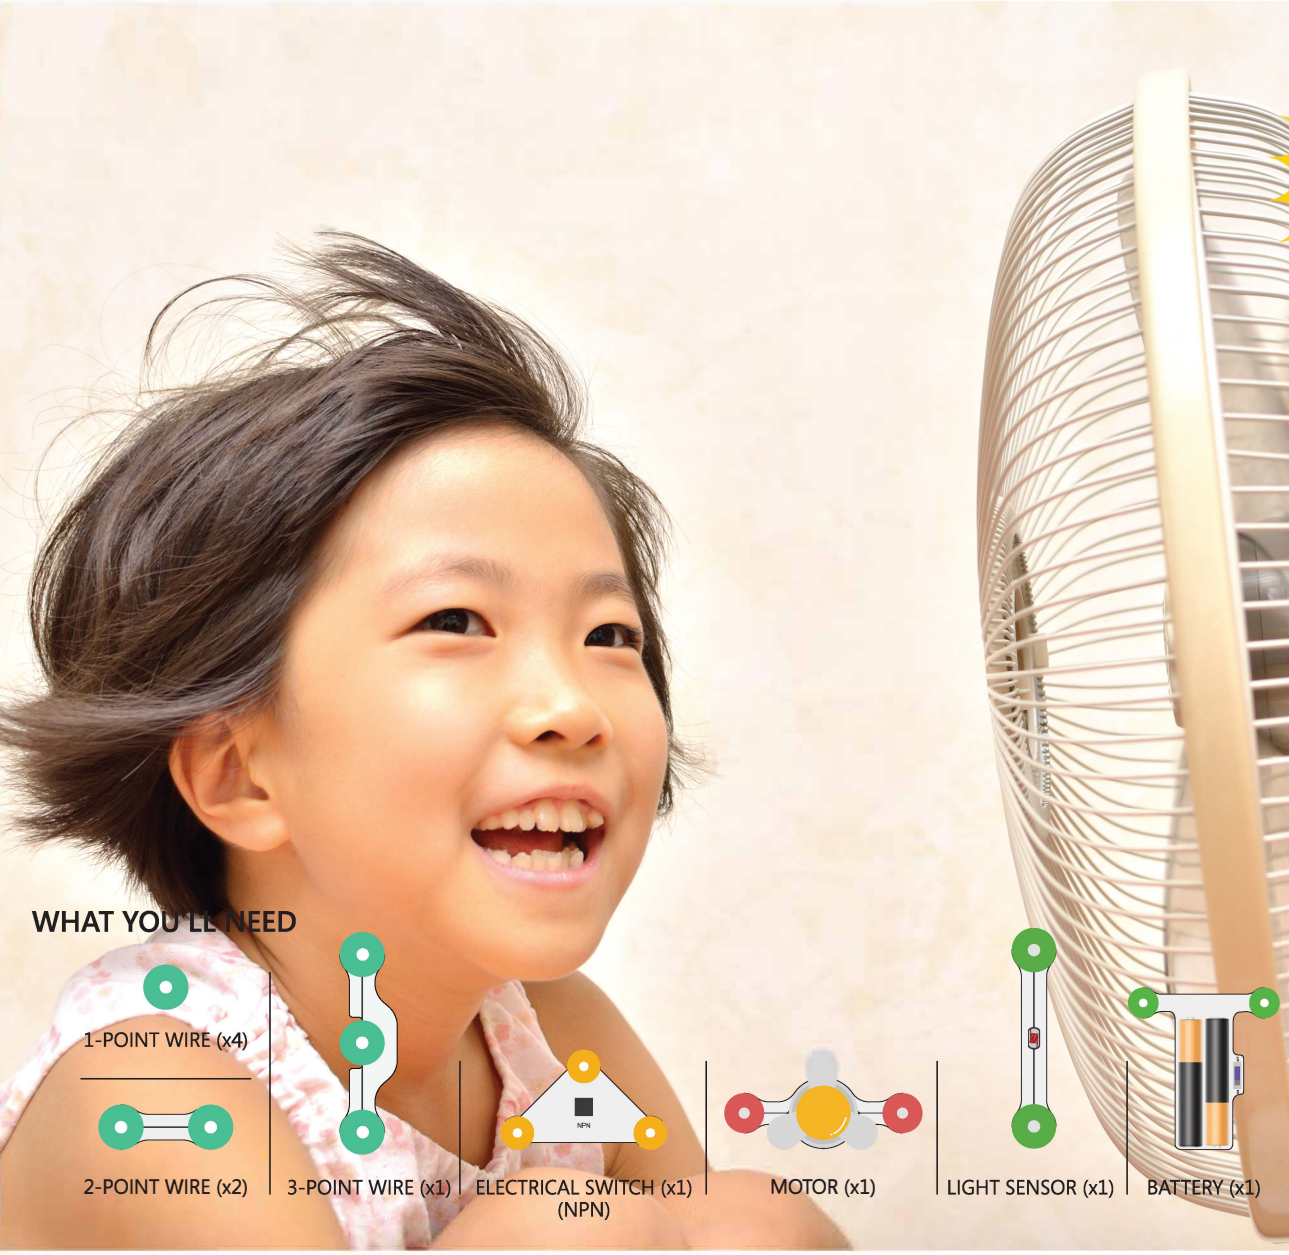 WHAT YOU'LL NEED
1-POINT WIRE (x4)
2-POINT WIRE (x2)
3-POINT WIRE (x1)
NPN
ELECTRICAL SWITCH (x1)
(NPN)
MOTOR (x1)
LIGHT SENSOR (x1)
BATTERY (x1)